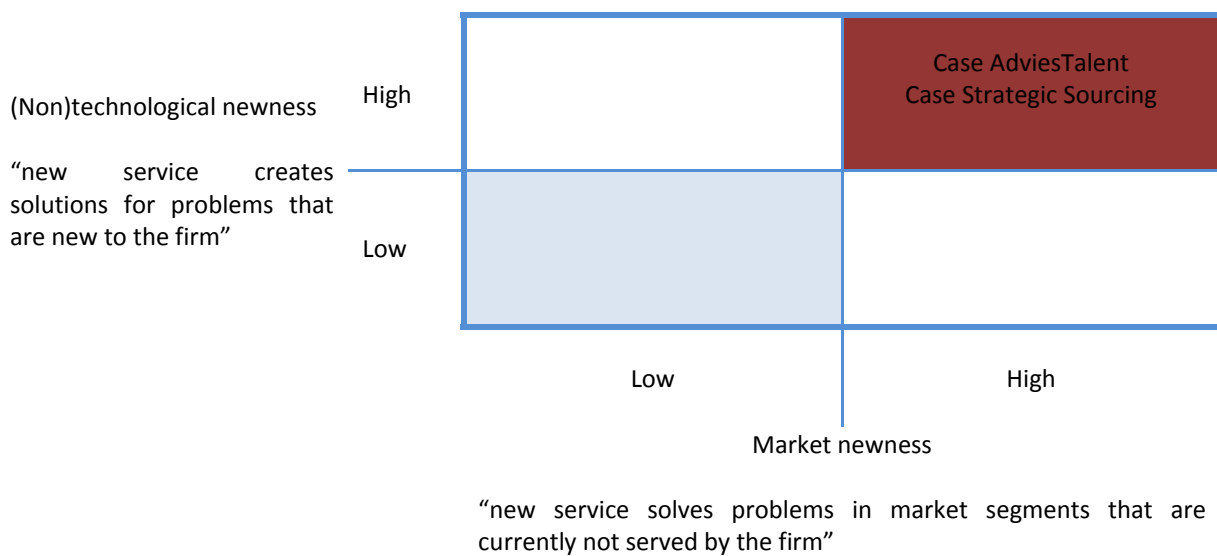 Case AdviesTalent
Case Strategic Sourcing
High
(Non)technological newness
“new service creates
solutions for problems that
are new to the firm”
Low
Low
High
Market newness
“new service solves problems in market segments that are
currently not served by the firm”